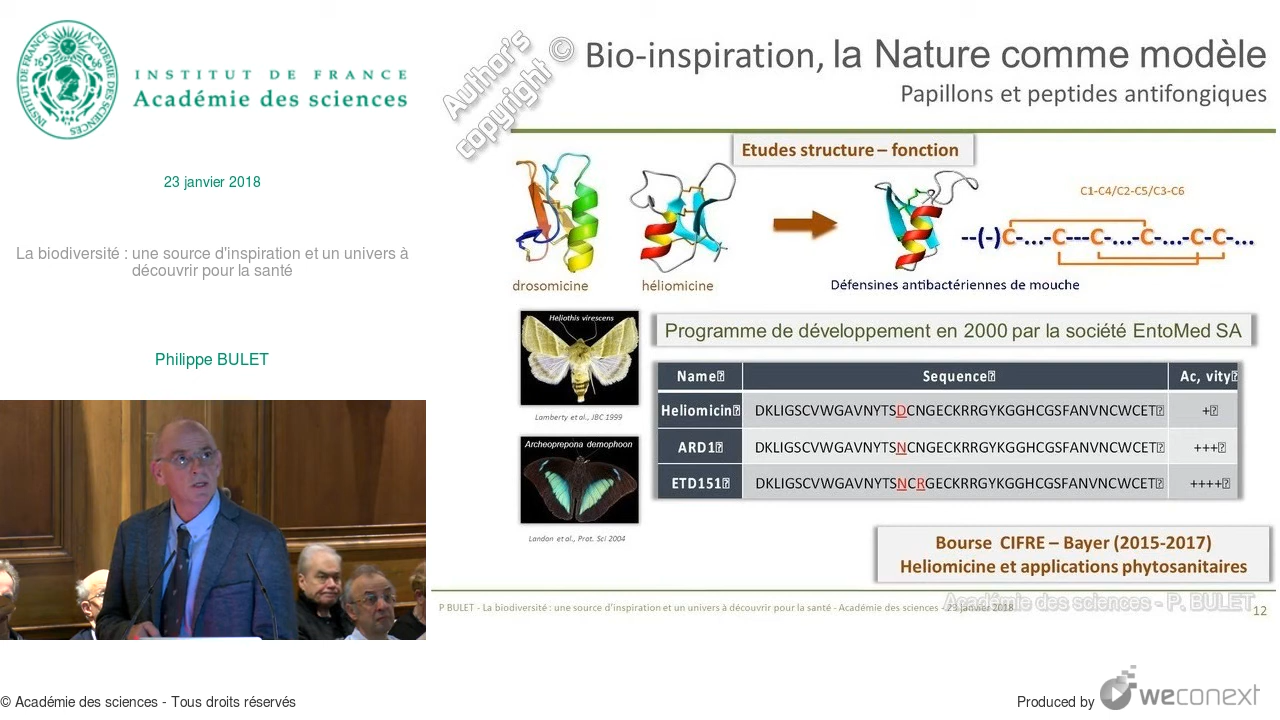 INSTITUT DE FRANCE
Académie des sciences
23 janvier 2018
La biodiversité : une source d'inspiration et un univers à
découvrir pour la santé
Philippe BULET
Author's
copyright ©
Bio-inspiration, la Nature comme modèle
Papillons et peptides antifongiques
Etudes structure – fonction
C1-C4/C2-C5/C3-C6
--(-)C-...-C---C-...-C-...-C-C-...
drosomicine
héliomicine
Défensines antibactériennes de mouche
Heliothis virescens
Lamberty et al., JBC 1999
Archeoprepona demophoon
Landon et al., Prot. Sci 2004
Programme de développement en 2000 par la société EntoMed SA
Name Sequence Ac, vity
Heliomicin DKLIGSCVWGAVNYTSDCNGECKRRGYKGGHCGSFANVNCWCET +
ARD1 DKLIGSCVWGAVNYTSNCNGECKRRGYKGGHCGSFANVNCWCET +++
ETD151 DKLIGSCVWGAVNYTSNCRGECKRRGYKGGHCGSFANVNCWCET ++++
Bourse CIFRE – Bayer (2015-2017)
Heliomicine et applications phytosanitaires
P BULET - La biodiversité : une source d'inspiration et un univers à découvrir pour la santé - Académie des sciences - 23 janvier 2018
Académie des sciences - P. BULET
12
© Académie des sciences - Tous droits réservés
Produced by weconext